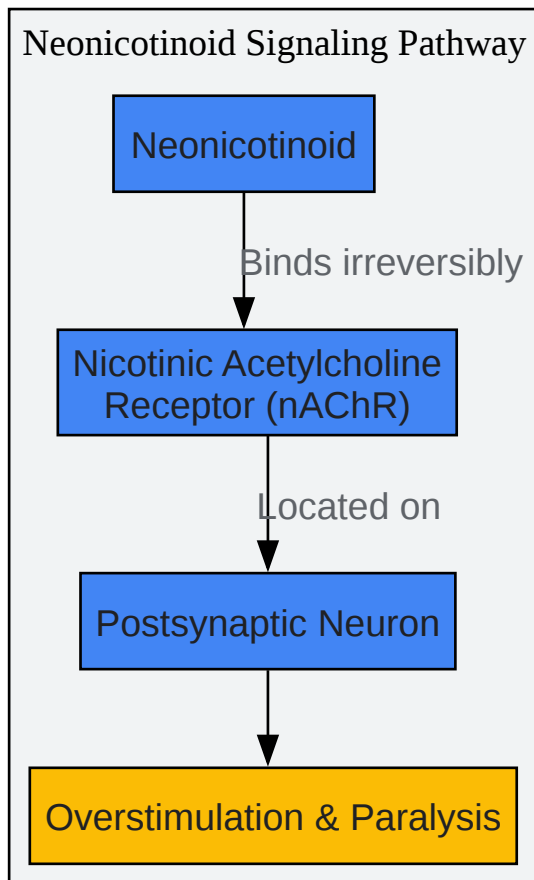 Neonicotinoid Signaling Pathway
Neonicotinoid
Binds irreversibly
Nicotinic Acetylcholine
Receptor (nAChR)
Located on
Postsynaptic Neuron
Overstimulation & Paralysis